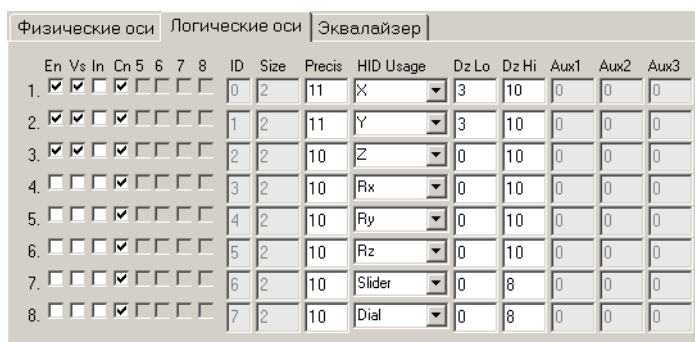 Физические оси Логические оси Эквалайзер
En Vs In Cn 5 6 7 8 ID Size Precis HID Usage Dz Lo Dz Hi Aux1 Aux2 Aux3
1. 0 2 11 X 3 10 0 0 0
2. 1 2 11 Y 3 10 0 0 0
3. 2 2 10 Z 0 10 0 0 0
4. 3 2 10 Rx 0 10 0 0 0
5. 4 2 10 Ry 0 10 0 0 0
6. 5 2 10 Rz 0 10 0 0 0
7. 6 2 10 Slider 0 8 0 0 0
8. 7 2 10 Dial 0 8 0 0 0